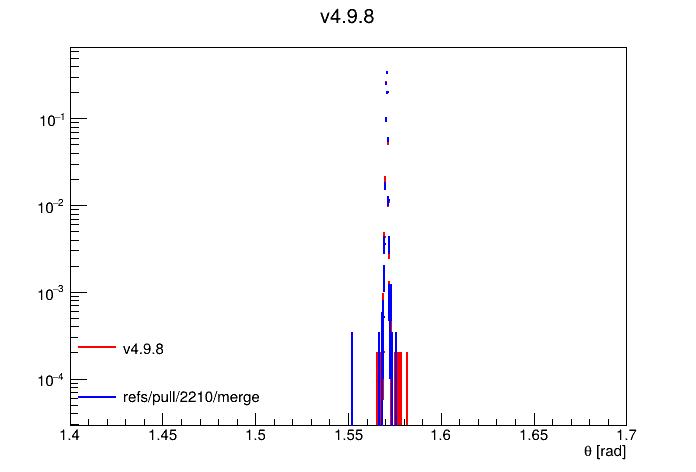 v4.9.8
10⁻¹
10⁻²
10⁻³
10⁻⁴
v4.9.8
refs/pull/2210/merge
1.4 1.45 1.5 1.55 1.6 1.65 1.7
θ [rad]